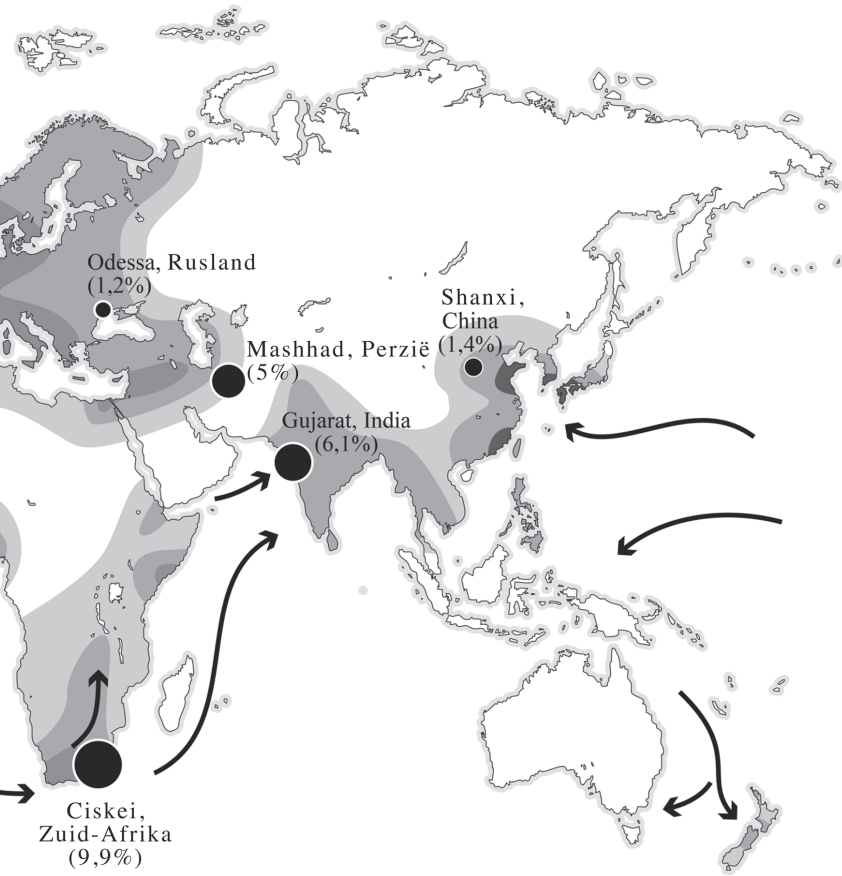 Odessa, Rusland
(1,2%)
Shanxi,
China
(1,4%)
Mashhad, Perzië
(5%)
Gujarat, India
(6,1%)
Ciskei,
Zuid-Afrika
(9,9%)